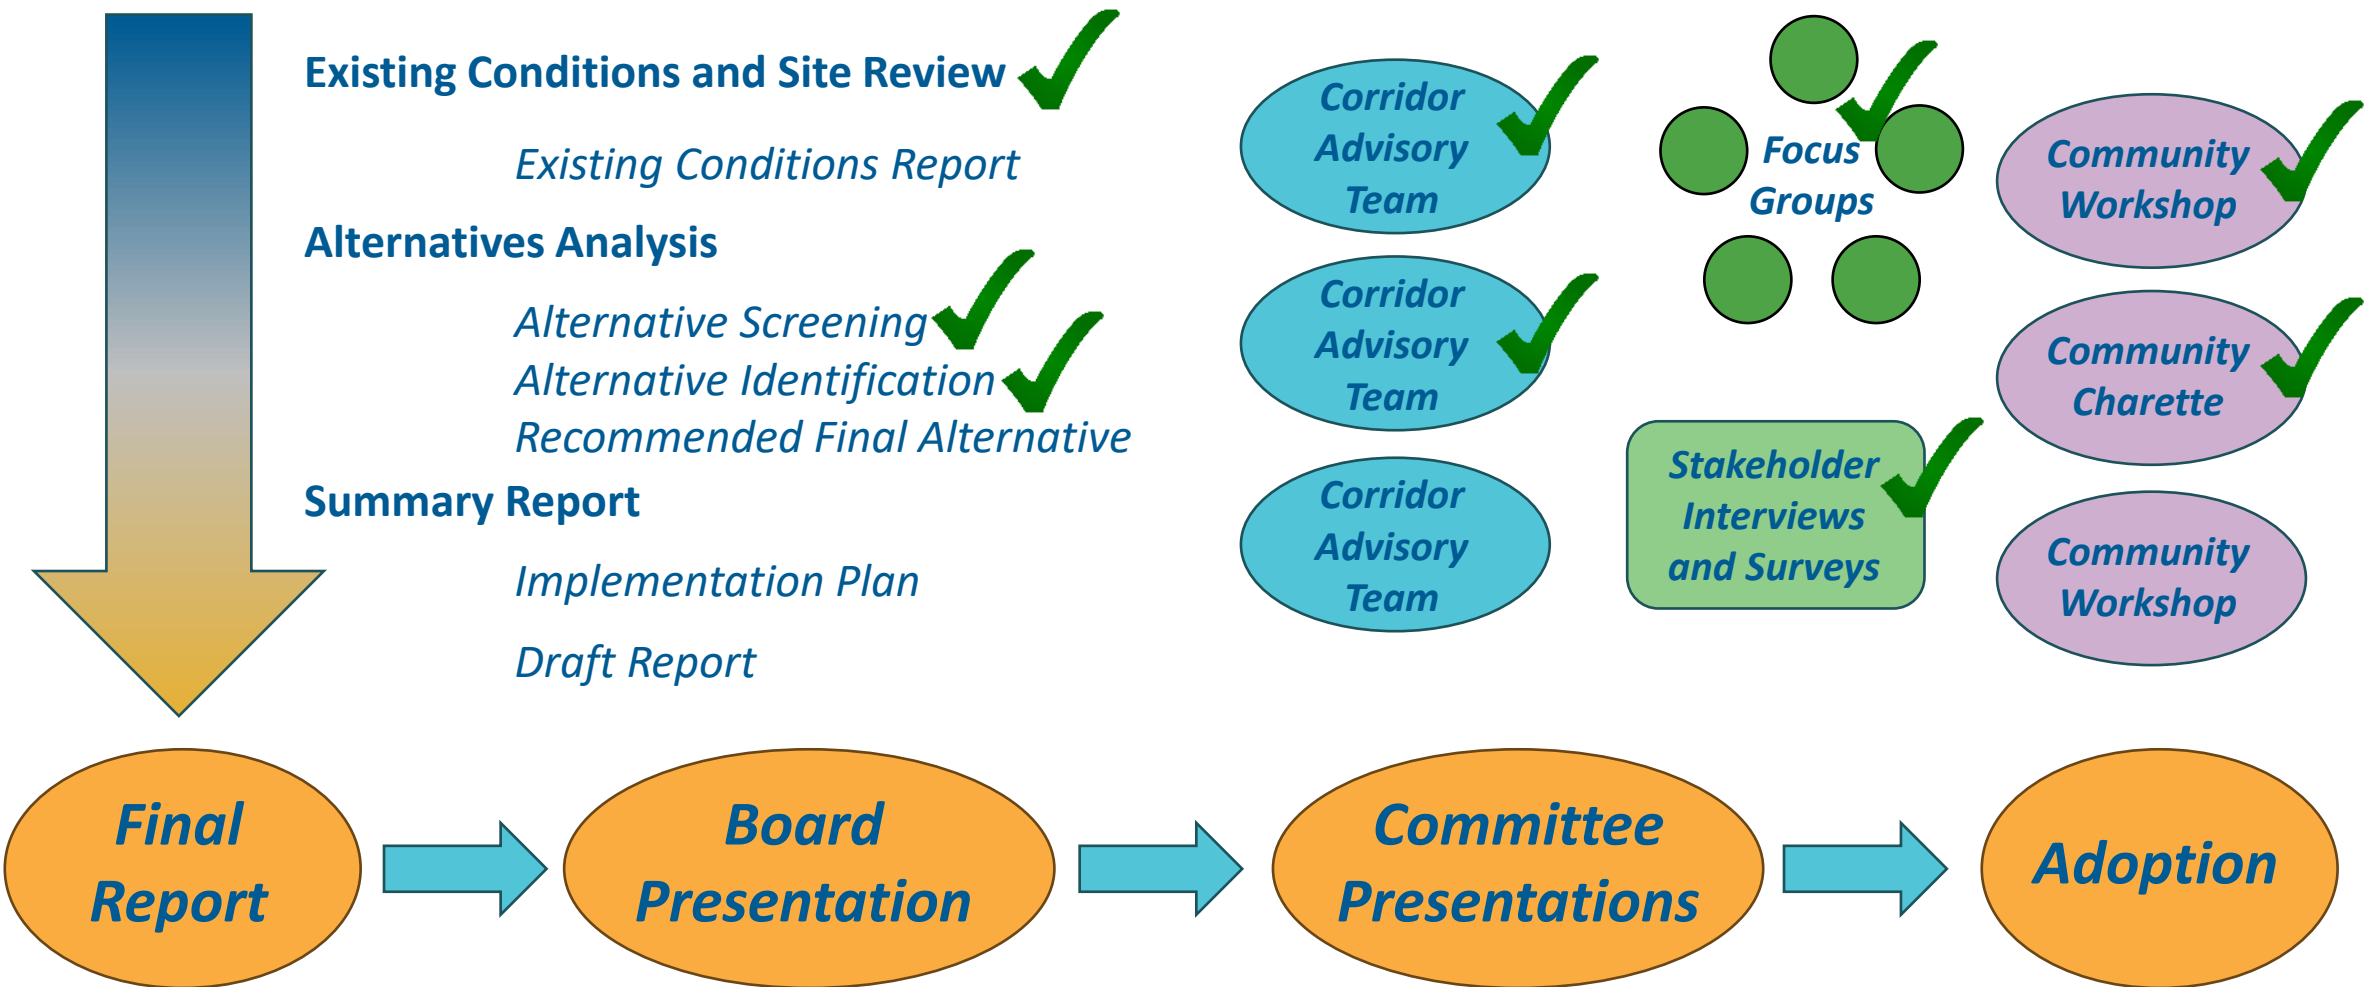 Existing Conditions and Site Review
Existing Conditions Report
Alternatives Analysis
Alternative Screening
Alternative Identification
Recommended Final Alternative
Summary Report
Implementation Plan
Draft Report
Corridor
Advisory
Team
Corridor
Advisory
Team
Corridor
Advisory
Team
Focus
Groups
Stakeholder
Interviews
and Surveys
Community
Workshop
Community
Charette
Community
Workshop
Final
Report
Board
Presentation
Committee
Presentations
Adoption